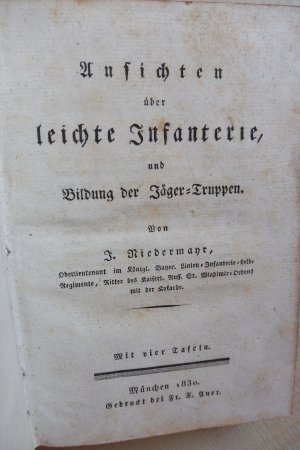 Ansichten
über
leichte Infanterie,
und
Bildung der Jäger-Truppen.
Von
J. Niedermayr,
Oberlieutenant im Königl. Bayer. Linien-Infanterie-Leib-
Regimente, Ritter des Kaiserl. Russ. St. Wladimir-Ordens
mit der Kokarde.
Mit vier Tafeln.
München 1830.
Gedruckt bei Fr. X. Auer.